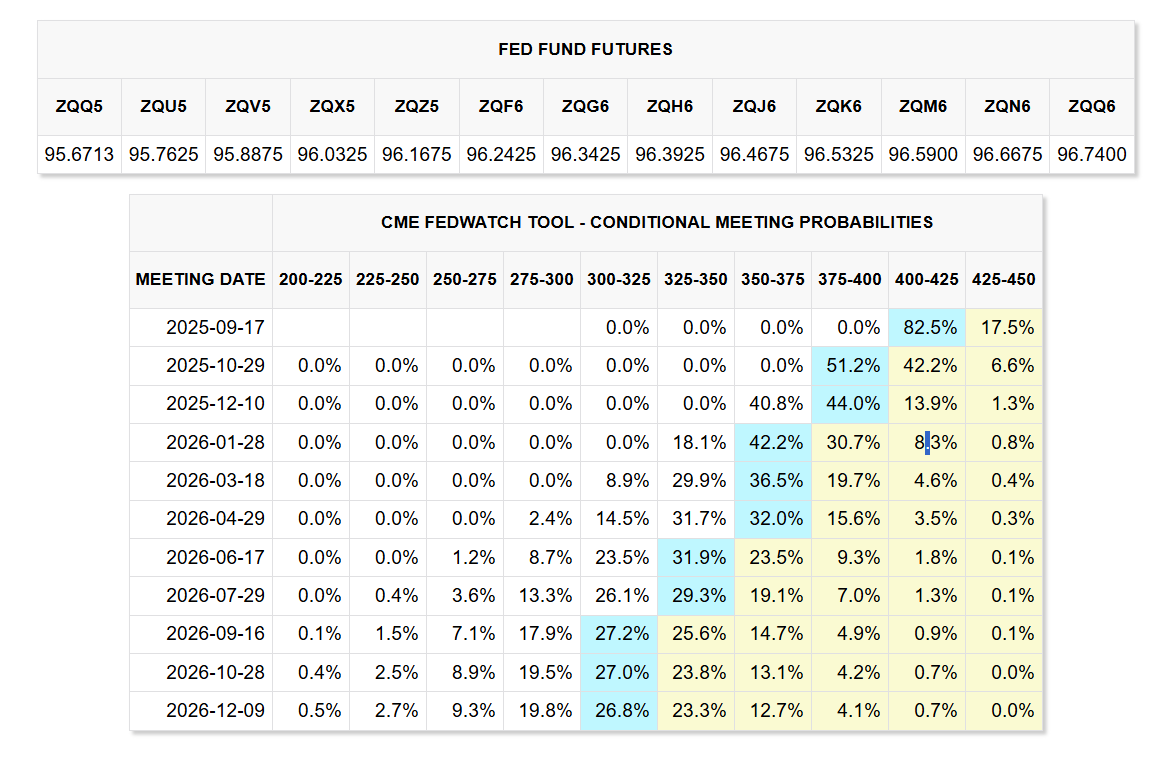 FED FUND FUTURES
ZQQ5 ZQU5 ZQV5 ZQX5 ZQZ5 ZQF6 ZQG6 ZQH6 ZQJ6 ZQK6 ZQM6 ZQN6 ZQQ6
95.6713 95.7625 95.8875 96.0325 96.1675 96.2425 96.3425 96.3925 96.4675 96.5325 96.5900 96.6675 96.7400
CME FEDWATCH TOOL - CONDITIONAL MEETING PROBABILITIES
MEETING DATE 200-225 225-250 250-275 275-300 300-325 325-350 350-375 375-400 400-425 425-450
2025-09-17 0.0% 0.0% 0.0% 0.0% 82.5% 17.5%
2025-10-29 0.0% 0.0% 0.0% 0.0% 0.0% 0.0% 0.0% 51.2% 42.2% 6.6%
2025-12-10 0.0% 0.0% 0.0% 0.0% 0.0% 0.0% 40.8% 44.0% 13.9% 1.3%
2026-01-28 0.0% 0.0% 0.0% 0.0% 0.0% 18.1% 42.2% 30.7% 8.3% 0.8%
2026-03-18 0.0% 0.0% 0.0% 0.0% 8.9% 29.9% 36.5% 19.7% 4.6% 0.4%
2026-04-29 0.0% 0.0% 0.0% 2.4% 14.5% 31.7% 32.0% 15.6% 3.5% 0.3%
2026-06-17 0.0% 0.0% 1.2% 8.7% 23.5% 31.9% 23.5% 9.3% 1.8% 0.1%
2026-07-29 0.0% 0.4% 3.6% 13.3% 26.1% 29.3% 19.1% 7.0% 1.3% 0.1%
2026-09-16 0.1% 1.5% 7.1% 17.9% 27.2% 25.6% 14.7% 4.9% 0.9% 0.1%
2026-10-28 0.4% 2.5% 8.9% 19.5% 27.0% 23.8% 13.1% 4.2% 0.7% 0.0%
2026-12-09 0.5% 2.7% 9.3% 19.8% 26.8% 23.3% 12.7% 4.1% 0.7% 0.0%